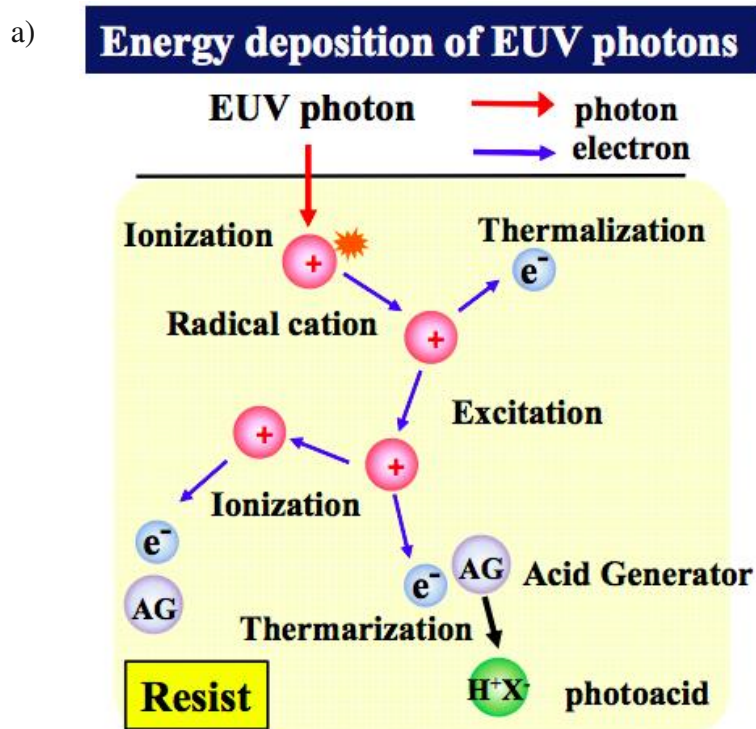 a)
Energy deposition of EUV photons
EUV photon
photon
electron
Ionization
+
Thermalization
e-
Radical cation
+
Excitation
+
+
Ionization
e-
AG
e-
AG
Acid Generator
Thermarization
Resist
H+X-
photoacid